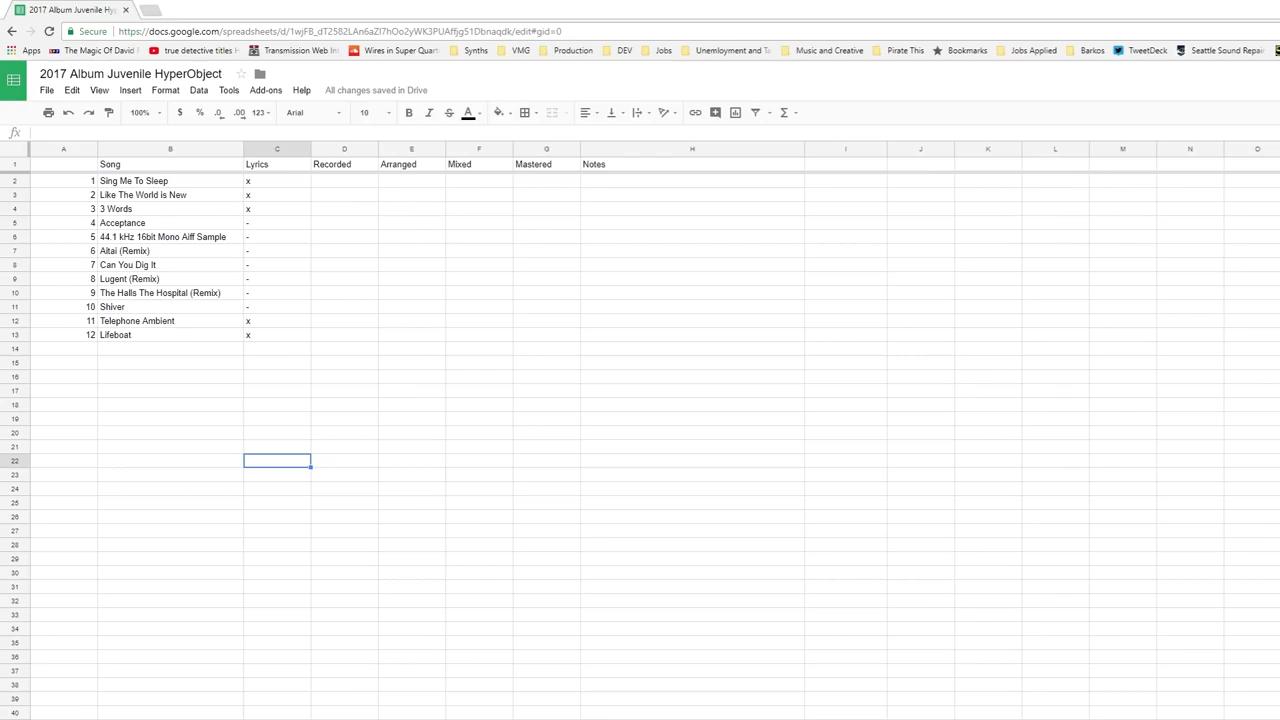 2017 Album Juvenile Hyp
Secure https://docs.google.com/spreadsheets/d/1wjFB_dT2582LAn6aZI7hOo2yWK3PUAffjg51Dbnaqdk/edit#gid=0
Apps The Magic Of David true detective titles Transmission Web Int Wires in Super Quart Synths VMG Production DEV Jobs Unemloyment and Ta Music and Creative Pirate This Bookmarks Jobs Applied Barkos TweetDeck Seattle Sound Repair
2017 Album Juvenile HyperObject
File Edit View Insert Format Data Tools Add-ons Help All changes saved in Drive
100% $ % .0 .00 123 Arial 10 B I S A Σ
fx
A B C D E F G H I J K L M N O
1 Song Lyrics Recorded Arranged Mixed Mastered Notes
2 1 Sing Me To Sleep x
3 2 Like The World is New x
4 3 3 Words x
5 4 Acceptance -
6 5 44.1 kHz 16bit Mono Aiff Sample -
7 6 Aitai (Remix) -
8 7 Can You Dig It -
9 8 Lugent (Remix) -
10 9 The Halls The Hospital (Remix) -
11 10 Shiver -
12 11 Telephone Ambient x
13 12 Lifeboat x
14
15
16
17
18
19
20
21
22
23
24
25
26
27
28
29
30
31
32
33
34
35
36
37
38
39
40